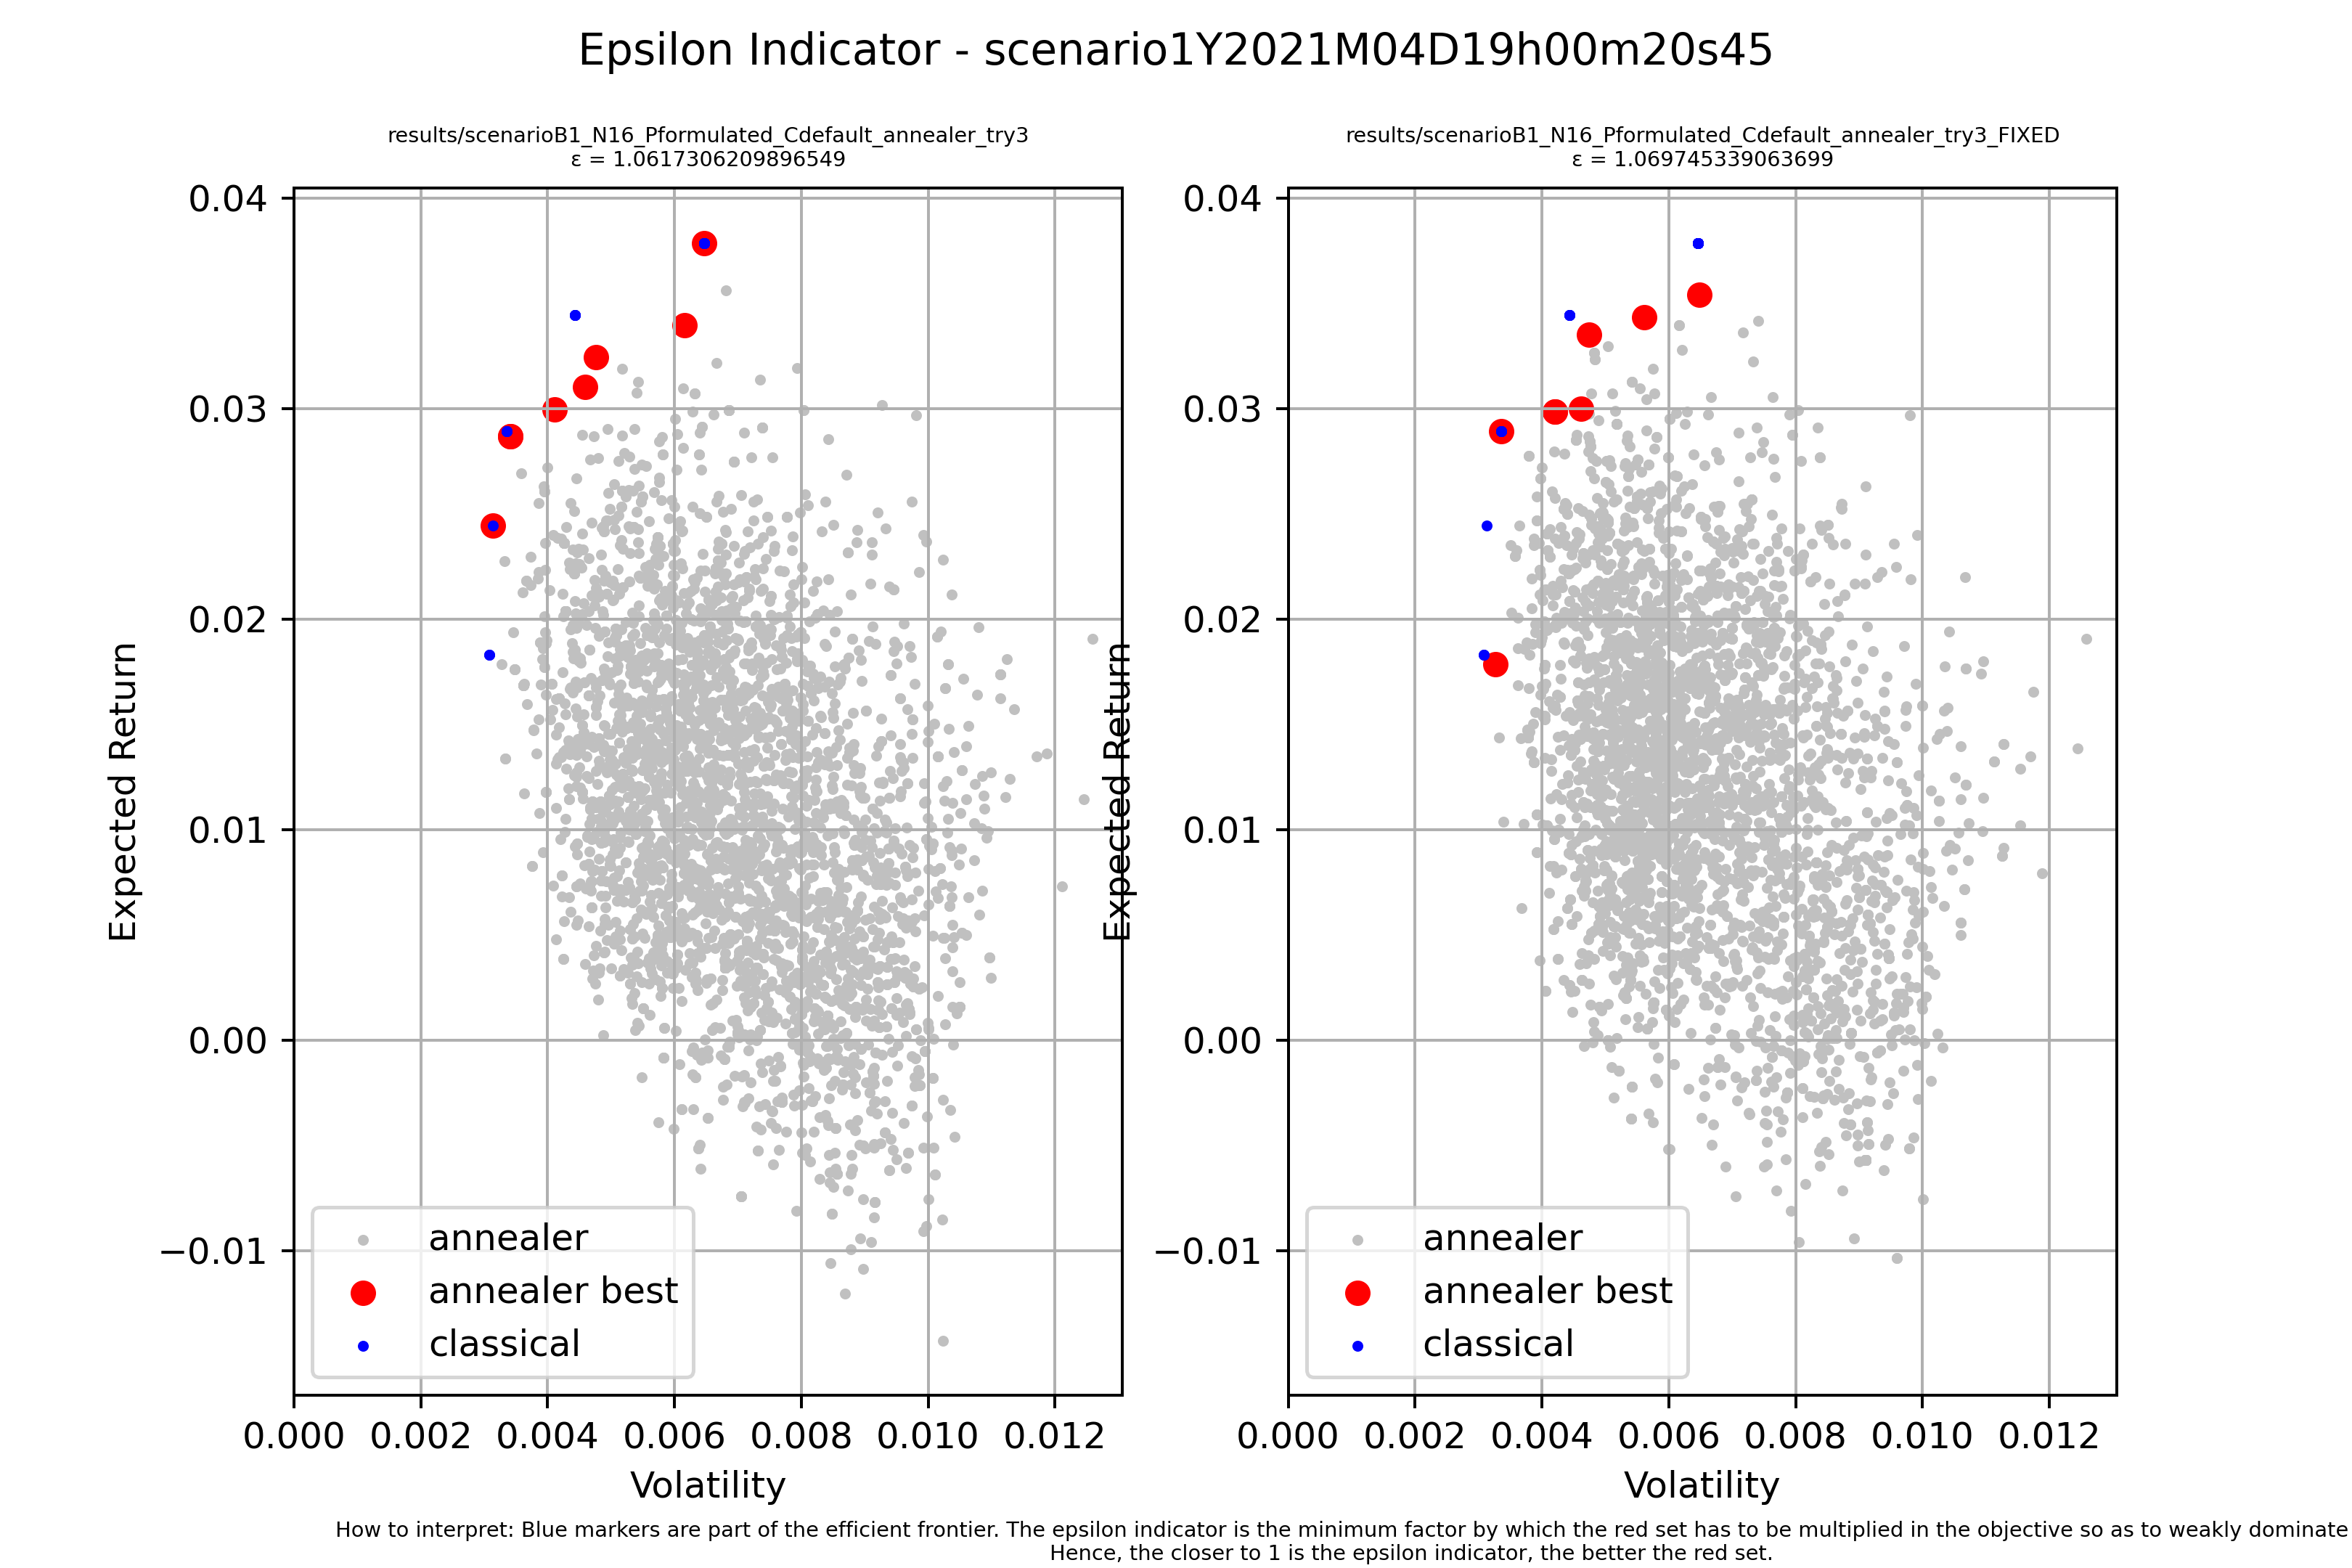 Epsilon Indicator - scenario1Y2021M04D19h00m20s45
results/scenarioB1_N16_Pformulated_Cdefault_annealer_try3
ε = 1.0617306209896549
0.04
0.03
0.02
0.01
0.00
−0.01
Expected Return
annealer
annealer best
classical
0.000 0.002 0.004 0.006 0.008 0.010 0.012
Volatility
results/scenarioB1_N16_Pformulated_Cdefault_annealer_try3_FIXED
ε = 1.069745339063699
0.04
0.03
0.02
0.01
0.00
−0.01
Expected Return
annealer
annealer best
classical
0.000 0.002 0.004 0.006 0.008 0.010 0.012
Volatility
How to interpret: Blue markers are part of the efficient frontier. The epsilon indicator is the minimum factor by which the red set has to be multiplied in the objective so as to weakly dominate
Hence, the closer to 1 is the epsilon indicator, the better the red set.